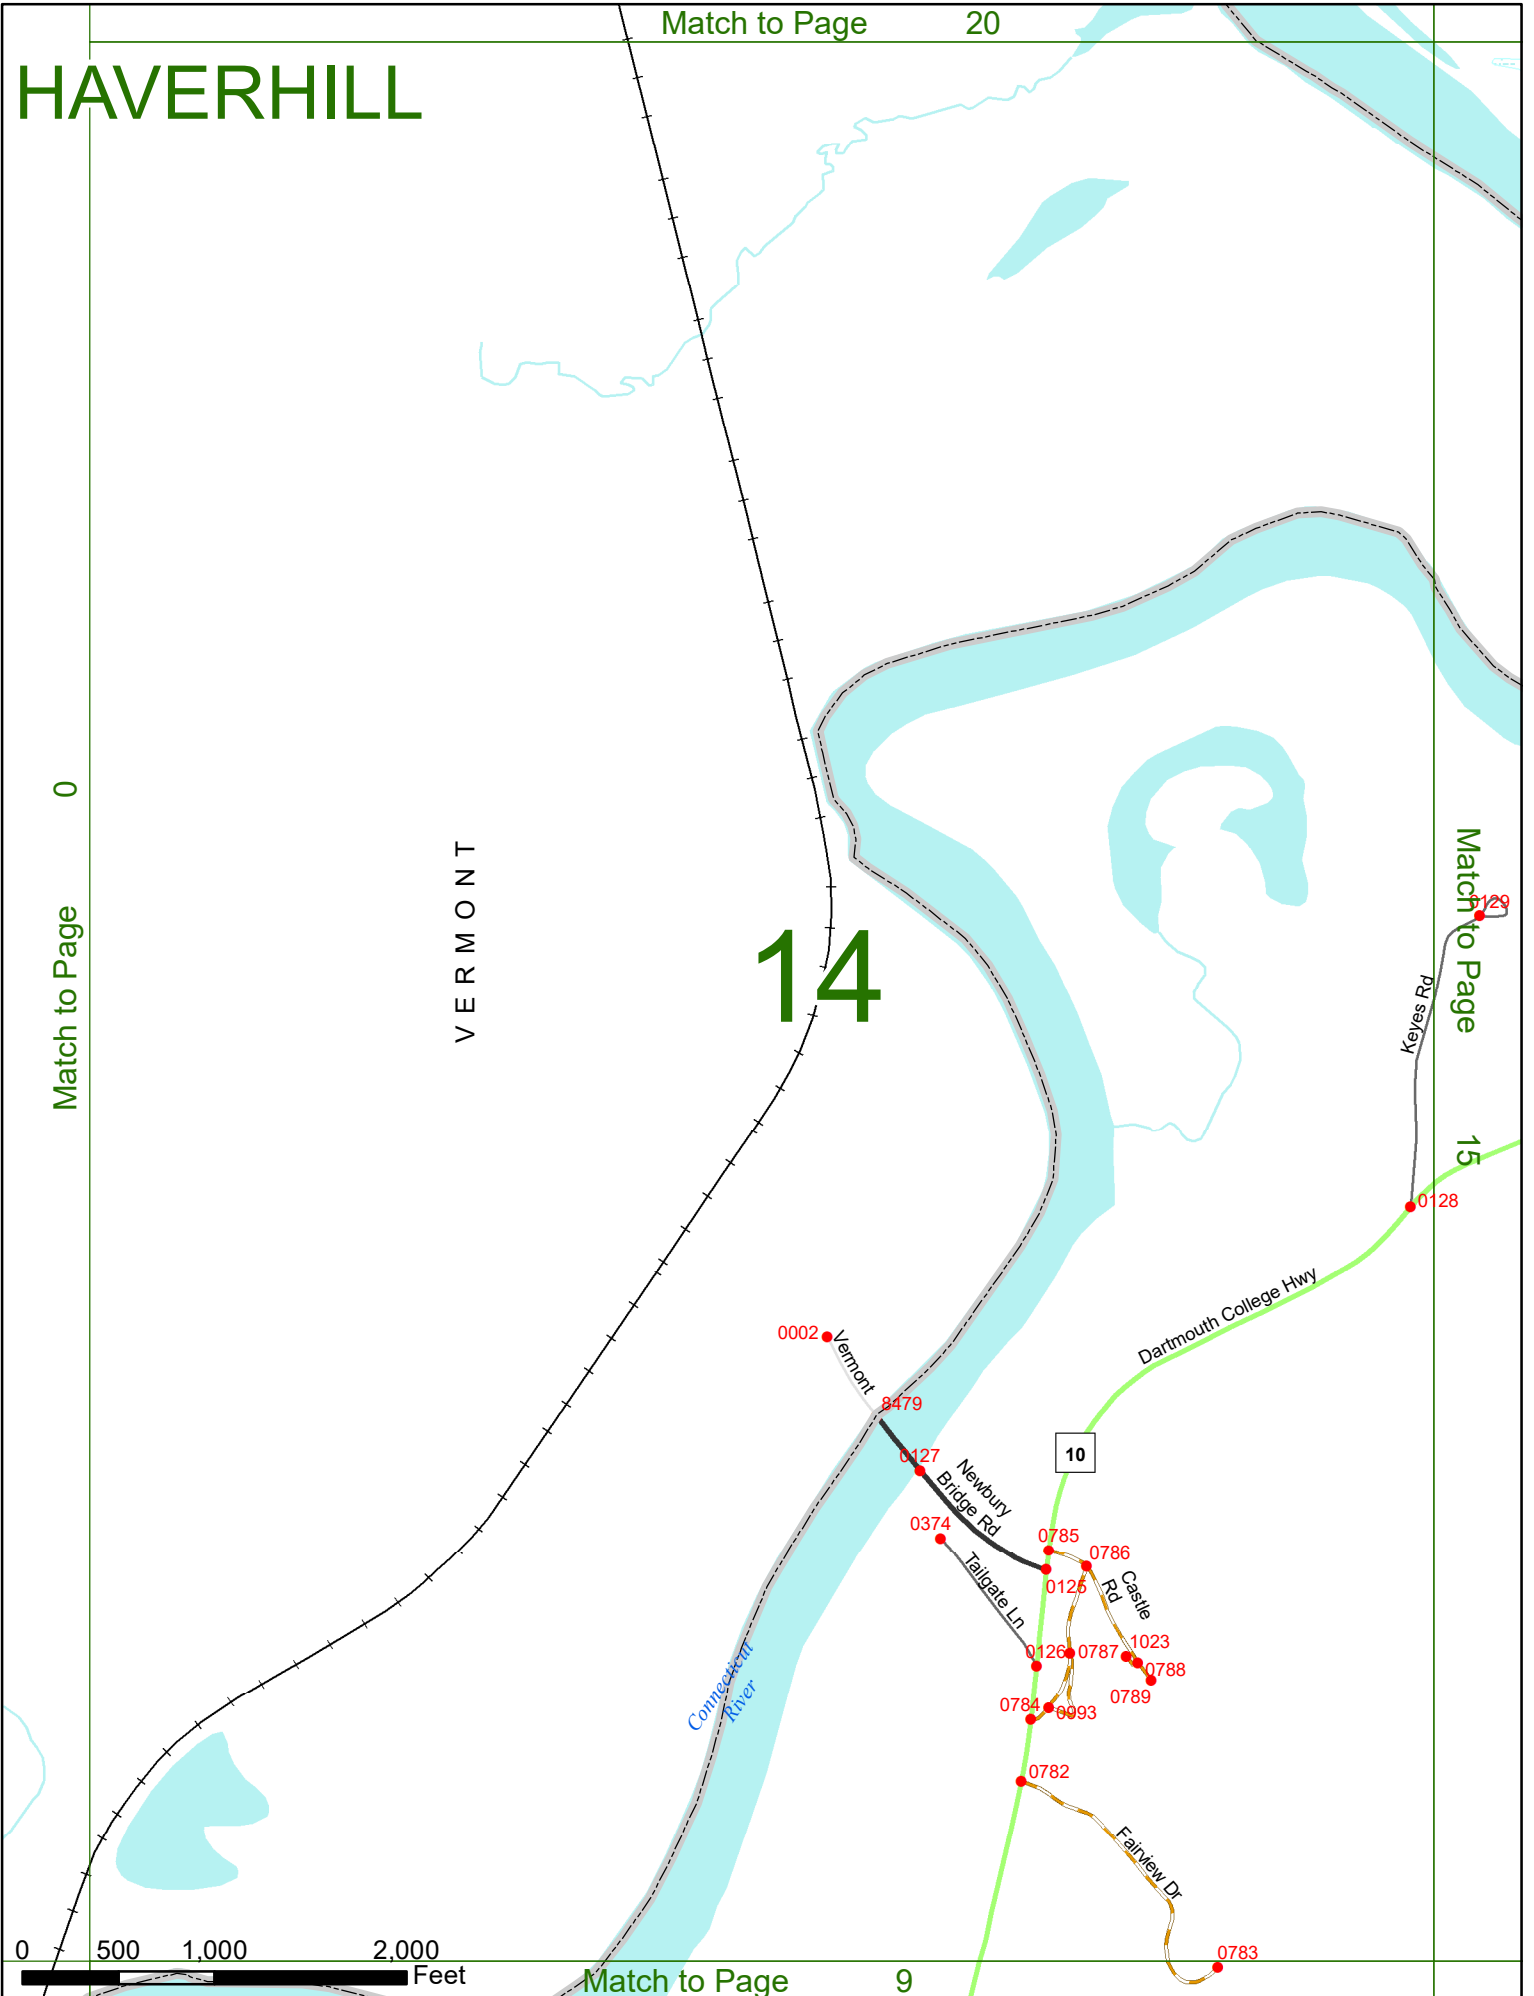 Match to Page 20
HAVERHILL
0
Match to Page
VERMONT
14
Match to Page
15
0129
Keyes Rd
0128
Dartmouth College Hwy
0002
Vermont
8479
10
0127
Newbury
Bridge Rd
0374
Tailgate Ln
0785
0786
0125
Castle
Rd
1023
0126
0787
0788
0789
0784
0993
Connecticut
River
0782
Fairview Dr
0783
0 500 1,000 2,000
Feet
Match to Page 9